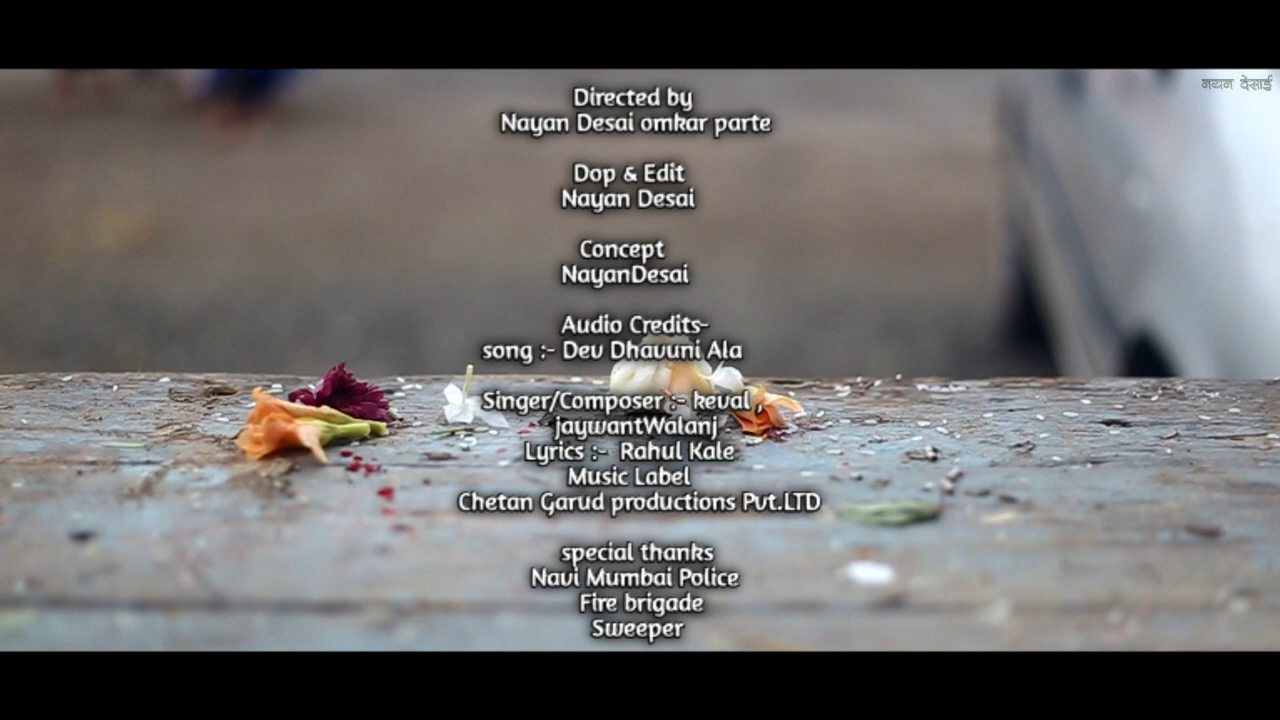 नयन देसाई
Directed by
Nayan Desai omkar parte
Dop & Edit
Nayan Desai
Concept
NayanDesai
Audio Credits-
song :- Dev Dhavuni Ala
Singer/Composer :- keval ,
jaywantWalanj
Lyrics :- Rahul Kale
Music Label
Chetan Garud productions Pvt.LTD
special thanks
Navi Mumbai Police
Fire brigade
Sweeper